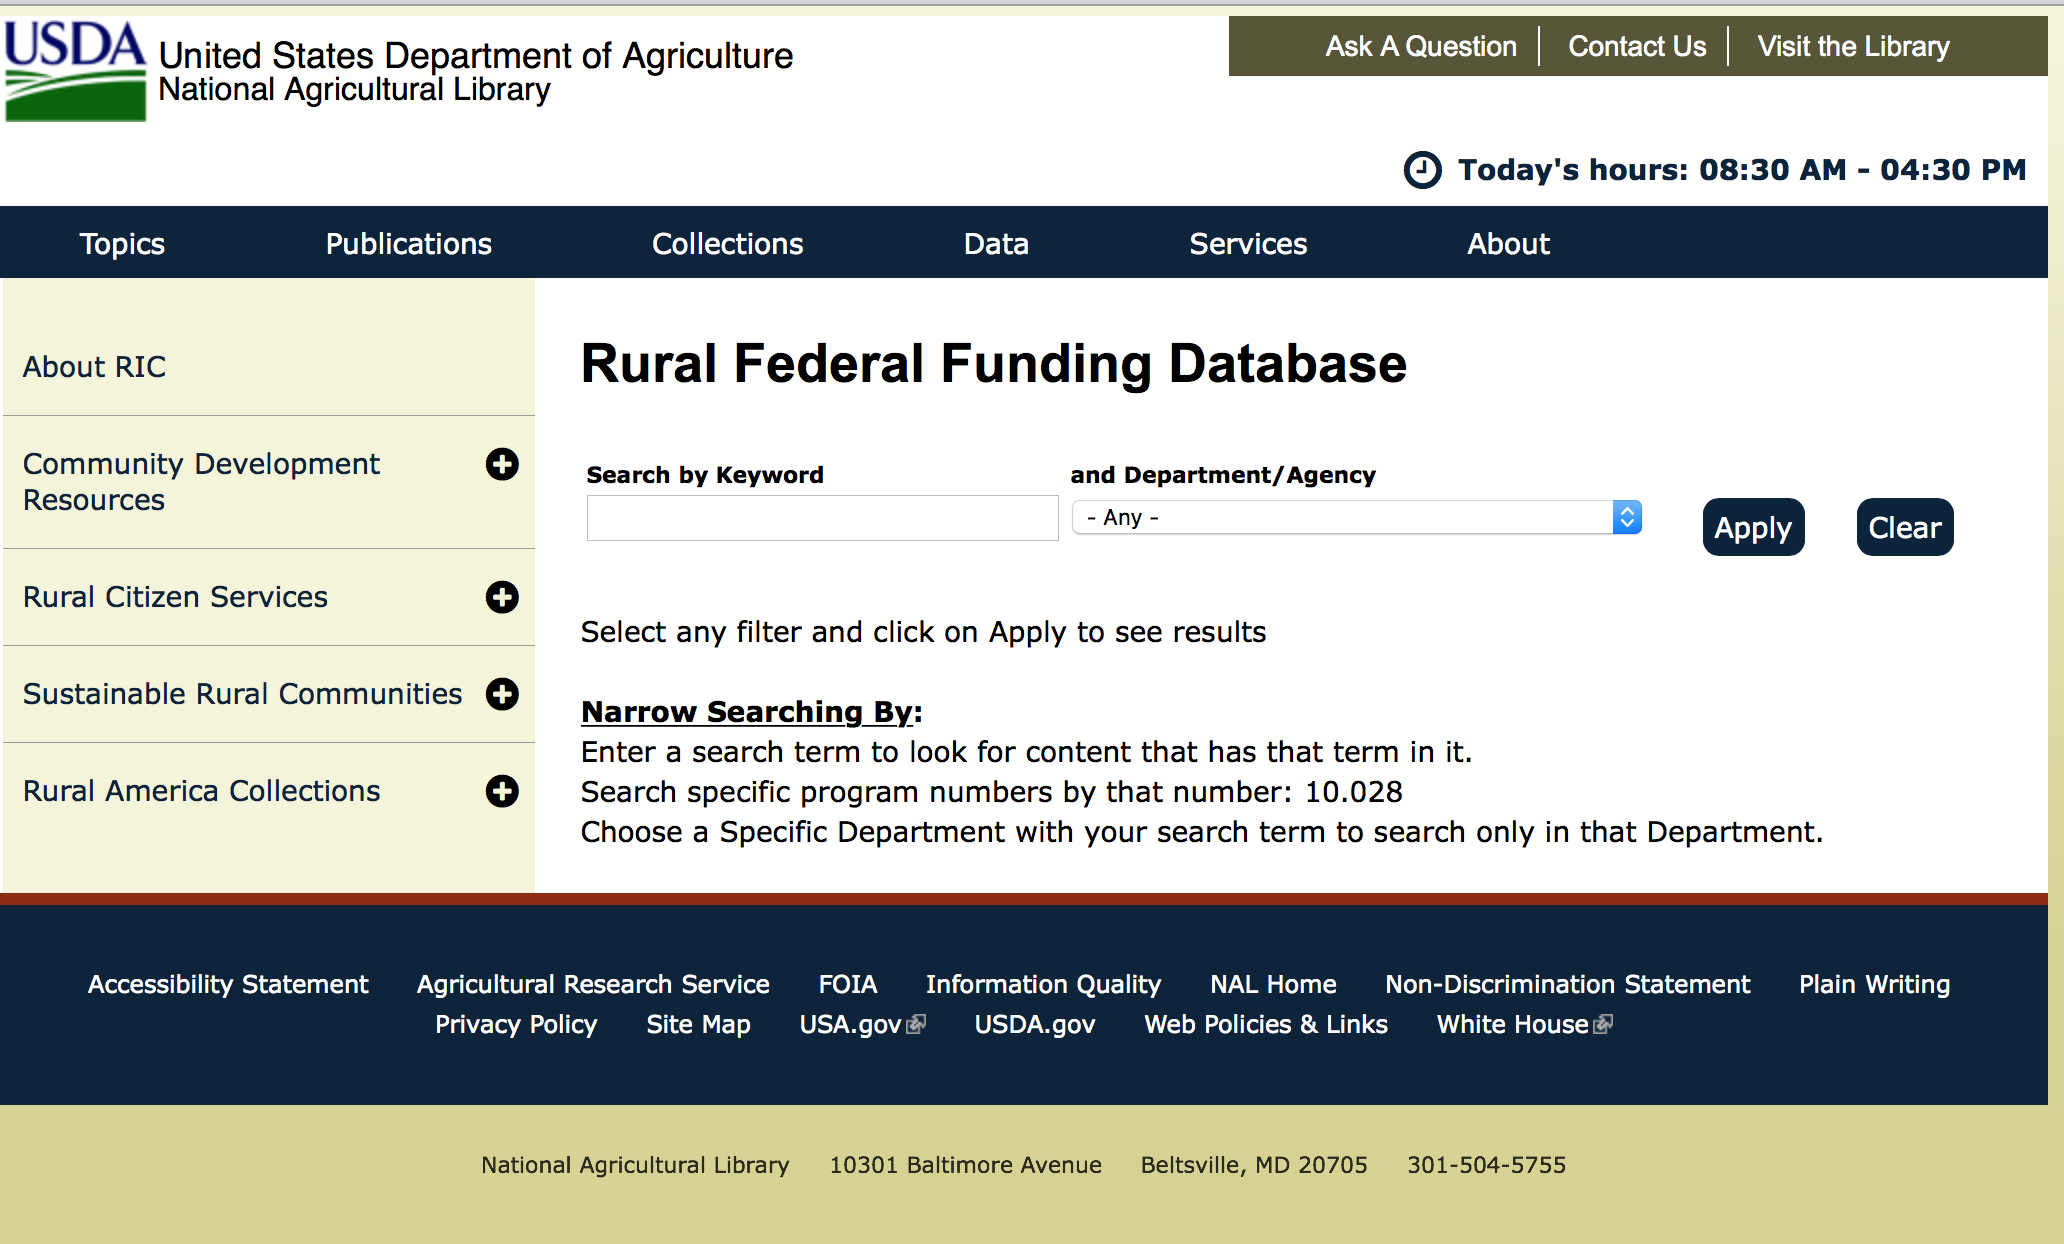 USDA
United States Department of Agriculture
National Agricultural Library
Ask A Question
Contact Us
Visit the Library
Today's hours: 08:30 AM - 04:30 PM
Topics
Publications
Collections
Data
Services
About
About RIC
Community Development
Resources
Rural Citizen Services
Sustainable Rural Communities
Rural America Collections
Rural Federal Funding Database
Search by Keyword
and Department/Agency
- Any -
Apply
Clear
Select any filter and click on Apply to see results
Narrow Searching By:
Enter a search term to look for content that has that term in it.
Search specific program numbers by that number: 10.028
Choose a Specific Department with your search term to search only in that Department.
Accessibility Statement Agricultural Research Service FOIA Information Quality NAL Home Non-Discrimination Statement Plain Writing
Privacy Policy Site Map USA.gov USDA.gov Web Policies & Links White House
National Agricultural Library 10301 Baltimore Avenue Beltsville, MD 20705 301-504-5755